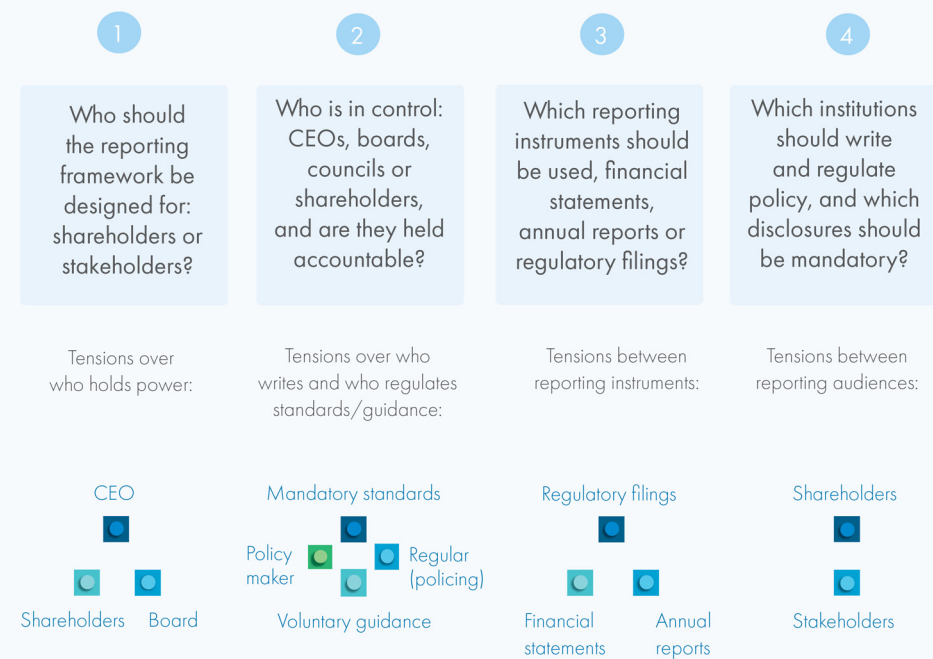 1
Who should
the reporting
framework be
designed for:
shareholders or
stakeholders?
Tensions over
who holds power:
CEO
Shareholders
Board
2
Who is in control:
CEOs, boards,
councils or
shareholders,
and are they held
accountable?
Tensions over who
writes and who regulates
standards/guidance:
Mandatory standards
Policy
maker
Regular
(policing)
Voluntary guidance
3
Which reporting
instruments should
be used, financial
statements,
annual reports or
regulatory filings?
Tensions between
reporting instruments:
Regulatory filings
Financial
statements
Annual
reports
4
Which institutions
should write
and regulate
policy, and which
disclosures should
be mandatory?
Tensions between
reporting audiences:
Shareholders
Stakeholders